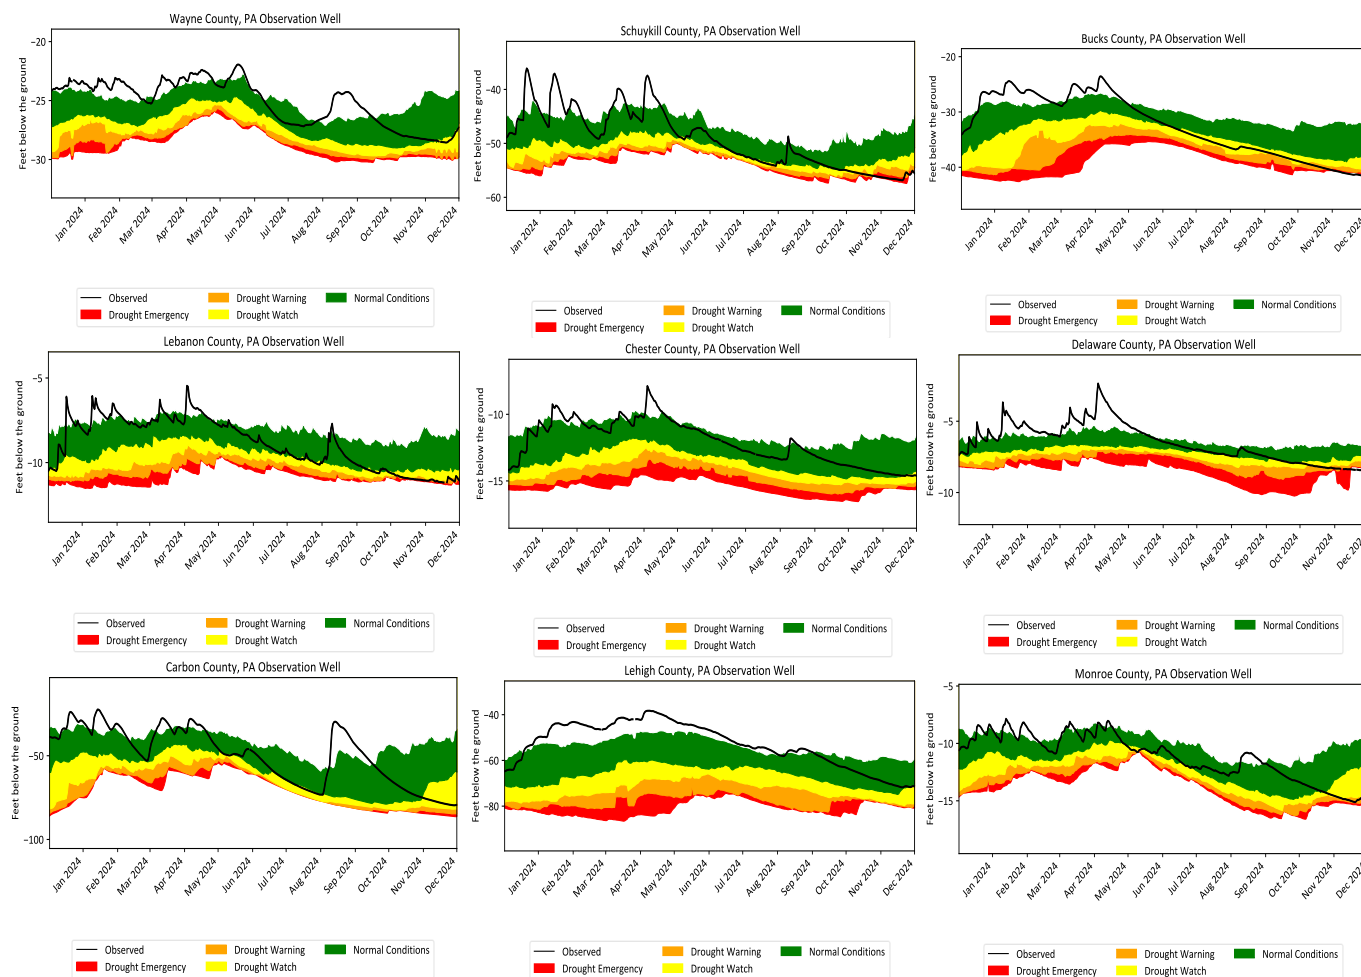 Wayne County, PA Observation Well
Feet below the ground
−20
−25
−30
Jan 2024 Feb 2024 Mar 2024 Apr 2024 May 2024 Jun 2024 Jul 2024 Aug 2024 Sep 2024 Oct 2024 Nov 2024 Dec 2024
Observed Drought Warning Normal Conditions
Drought Emergency Drought Watch
Schuykill County, PA Observation Well
Feet below the ground
−40
−50
−60
Jan 2024 Feb 2024 Mar 2024 Apr 2024 May 2024 Jun 2024 Jul 2024 Aug 2024 Sep 2024 Oct 2024 Nov 2024 Dec 2024
Observed Drought Warning Normal Conditions
Drought Emergency Drought Watch
Bucks County, PA Observation Well
Feet below the ground
−20
−30
−40
Jan 2024 Feb 2024 Mar 2024 Apr 2024 May 2024 Jun 2024 Jul 2024 Aug 2024 Sep 2024 Oct 2024 Nov 2024 Dec 2024
Observed Drought Warning Normal Conditions
Drought Emergency Drought Watch
Lebanon County, PA Observation Well
Feet below the ground
−5
−10
Jan 2024 Feb 2024 Mar 2024 Apr 2024 May 2024 Jun 2024 Jul 2024 Aug 2024 Sep 2024 Oct 2024 Nov 2024 Dec 2024
Observed Drought Warning Normal Conditions
Drought Emergency Drought Watch
Chester County, PA Observation Well
Feet below the ground
−10
−15
Jan 2024 Feb 2024 Mar 2024 Apr 2024 May 2024 Jun 2024 Jul 2024 Aug 2024 Sep 2024 Oct 2024 Nov 2024 Dec 2024
Observed Drought Warning Normal Conditions
Drought Emergency Drought Watch
Delaware County, PA Observation Well
Feet below the ground
−5
−10
Jan 2024 Feb 2024 Mar 2024 Apr 2024 May 2024 Jun 2024 Jul 2024 Aug 2024 Sep 2024 Oct 2024 Nov 2024 Dec 2024
Observed Drought Warning Normal Conditions
Drought Emergency Drought Watch
Carbon County, PA Observation Well
Feet below the ground
−50
−100
Jan 2024 Feb 2024 Mar 2024 Apr 2024 May 2024 Jun 2024 Jul 2024 Aug 2024 Sep 2024 Oct 2024 Nov 2024 Dec 2024
Observed Drought Warning Normal Conditions
Drought Emergency Drought Watch
Lehigh County, PA Observation Well
Feet below the ground
−40
−60
−80
Jan 2024 Feb 2024 Mar 2024 Apr 2024 May 2024 Jun 2024 Jul 2024 Aug 2024 Sep 2024 Oct 2024 Nov 2024 Dec 2024
Observed Drought Warning Normal Conditions
Drought Emergency Drought Watch
Monroe County, PA Observation Well
Feet below the ground
−5
−10
−15
Jan 2024 Feb 2024 Mar 2024 Apr 2024 May 2024 Jun 2024 Jul 2024 Aug 2024 Sep 2024 Oct 2024 Nov 2024 Dec 2024
Observed Drought Warning Normal Conditions
Drought Emergency Drought Watch